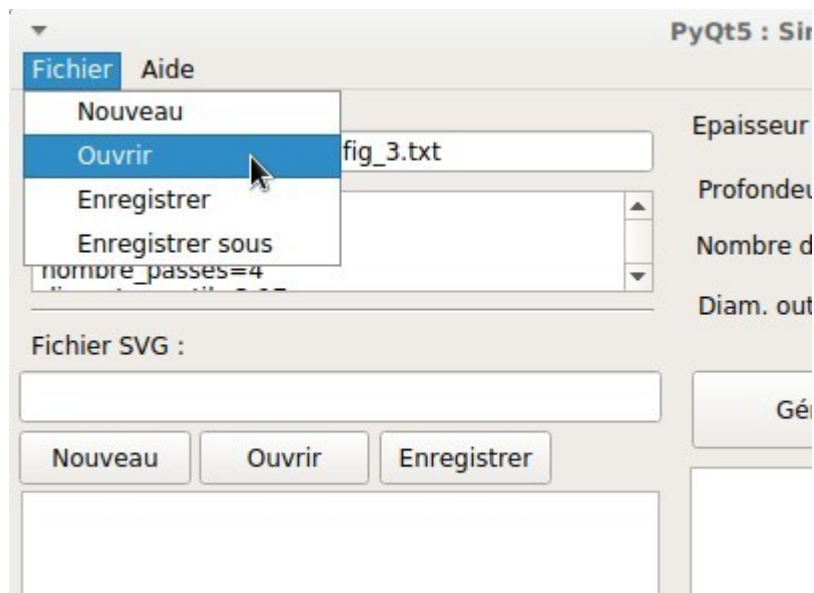 PyQt5 : Sir
Fichier Aide
Nouveau
Ouvrir
Enregistrer
Enregistrer sous
fig_3.txt
nombre_passes=4
Fichier SVG :
Nouveau Ouvrir Enregistrer
Epaisseur
Profondeu
Nombre d
Diam. out
Gé